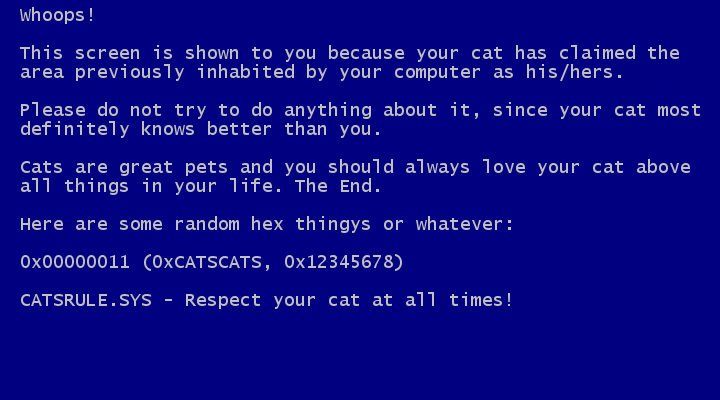 Whoops!
This screen is shown to you because your cat has claimed the
area previously inhabited by your computer as his/hers.
Please do not try to do anything about it, since your cat most
definitely knows better than you.
Cats are great pets and you should always love your cat above
all things in your life. The End.
Here are some random hex thingys or whatever:
0x00000011 (0xCATSCATS, 0x12345678)
CATSRULE.SYS - Respect your cat at all times!